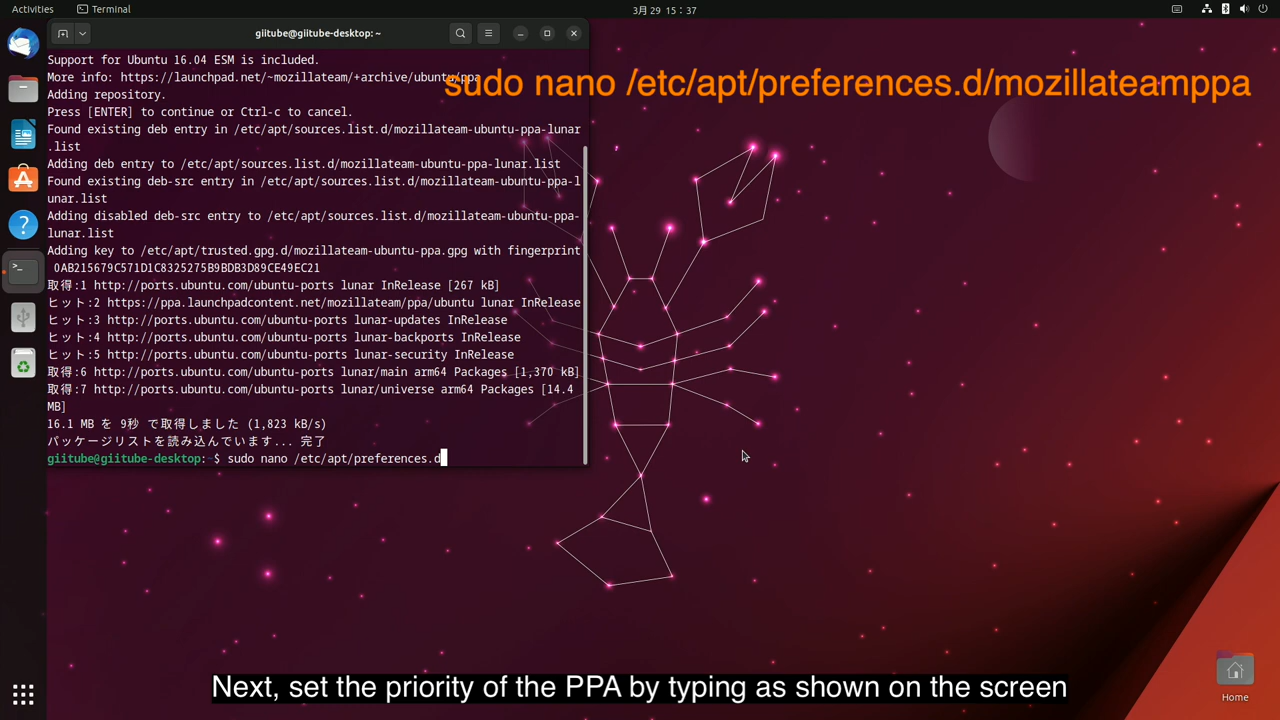 Activities
Terminal
3月 29 15：37
giitube@giitube-desktop: ~
Support for Ubuntu 16.04 ESM is included.
More info: https://launchpad.net/~mozillateam/+archive/ubuntu/ppa
sudo nano /etc/apt/preferences.d/mozillateamppa
Adding repository.
Press [ENTER] to continue or Ctrl-c to cancel.
Found existing deb entry in /etc/apt/sources.list.d/mozillateam-ubuntu-ppa-lunar
.list
Adding deb entry to /etc/apt/sources.list.d/mozillateam-ubuntu-ppa-lunar.list
Found existing deb-src entry in /etc/apt/sources.list.d/mozillateam-ubuntu-ppa-l
unar.list
Adding disabled deb-src entry to /etc/apt/sources.list.d/mozillateam-ubuntu-ppa-
lunar.list
Adding key to /etc/apt/trusted.gpg.d/mozillateam-ubuntu-ppa.gpg with fingerprint
0AB215679C571D1C8325275B9BDB3D89CE49EC21
取得:1 http://ports.ubuntu.com/ubuntu-ports lunar InRelease [267 kB]
ヒット:2 https://ppa.launchpadcontent.net/mozillateam/ppa/ubuntu lunar InRelease
ヒット:3 http://ports.ubuntu.com/ubuntu-ports lunar-updates InRelease
ヒット:4 http://ports.ubuntu.com/ubuntu-ports lunar-backports InRelease
ヒット:5 http://ports.ubuntu.com/ubuntu-ports lunar-security InRelease
取得:6 http://ports.ubuntu.com/ubuntu-ports lunar/main arm64 Packages [1,370 kB]
取得:7 http://ports.ubuntu.com/ubuntu-ports lunar/universe arm64 Packages [14.4
MB]
16.1 MB を 9秒 で取得しました (1,823 kB/s)
パッケージリストを読み込んでいます... 完了
giitube@giitube-desktop:~$ sudo nano /etc/apt/preferences.d
Home
Next, set the priority of the PPA by typing as shown on the screen